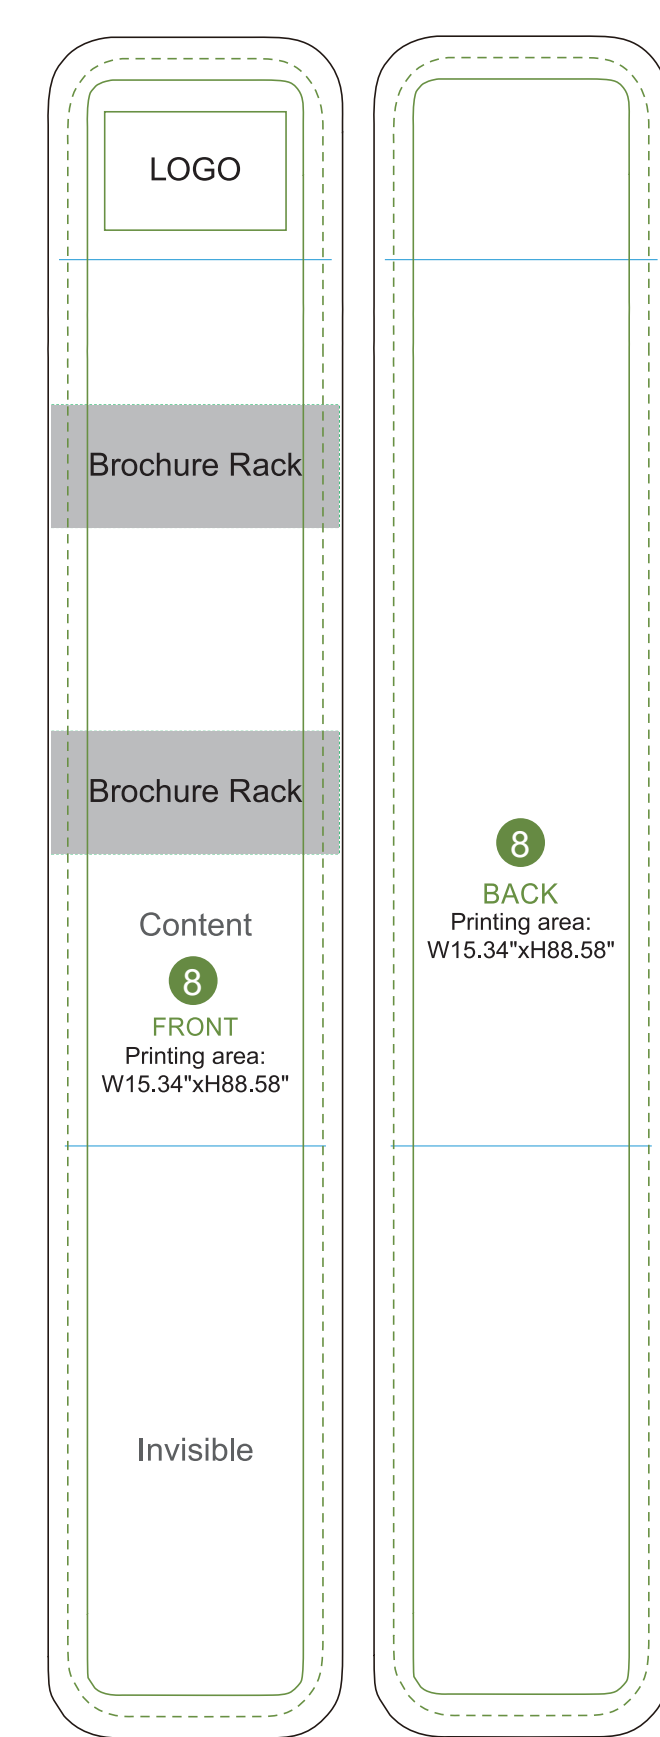 LOGO
Brochure Rack
Brochure Rack
Content
8
FRONT
Printing area:
W15.34"xH88.58"
Invisible
8
BACK
Printing area:
W15.34"xH88.58"